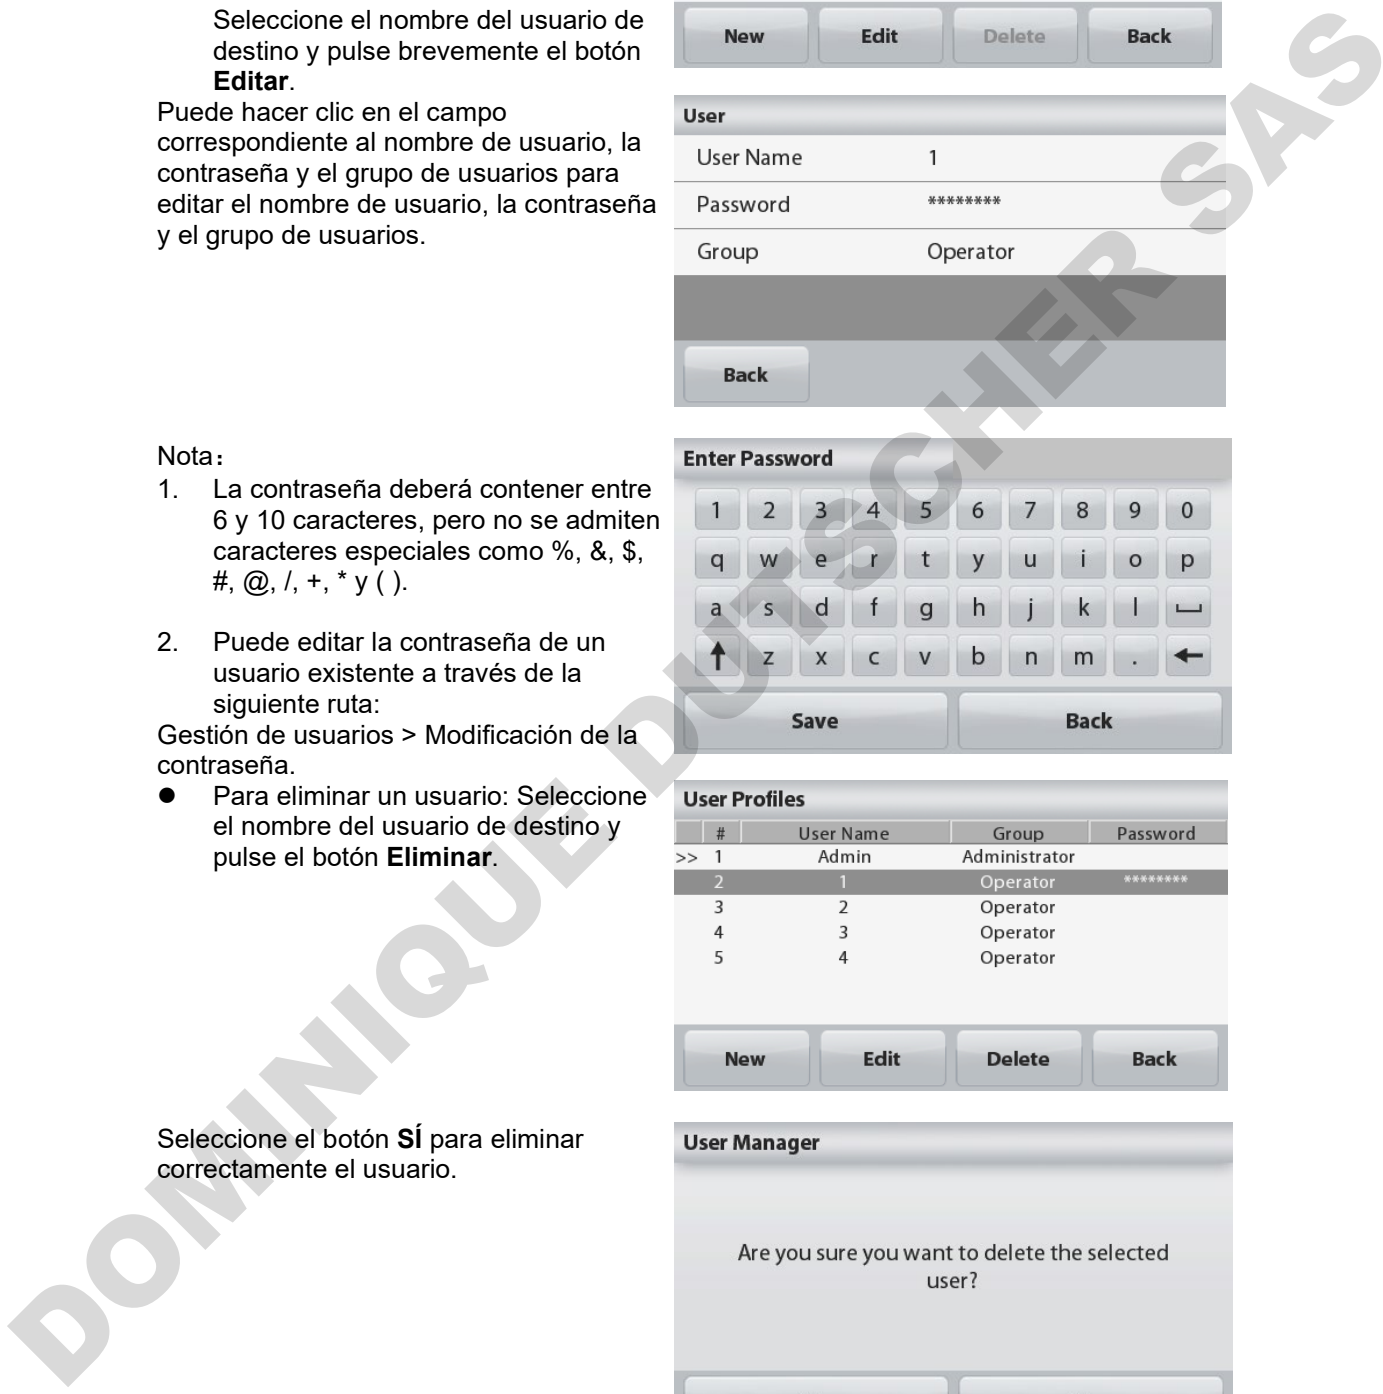 Seleccione el nombre del usuario de
destino y pulse brevemente el botón
Editar.
New Edit Delete Back
Puede hacer clic en el campo
correspondiente al nombre de usuario, la
contraseña y el grupo de usuarios para
editar el nombre de usuario, la contraseña
y el grupo de usuarios.
User
User Name 1
Password ********
Group Operator
Back
Nota：
1. La contraseña deberá contener entre
6 y 10 caracteres, pero no se admiten
caracteres especiales como %, &, $,
#, @, /, +, * y ( ).
2. Puede editar la contraseña de un
usuario existente a través de la
siguiente ruta:
Gestión de usuarios > Modificación de la
contraseña.
Enter Password
1 2 3 4 5 6 7 8 9 0
q w e r t y u i o p
a s d f g h j k l
z x c v b n m .
Save Back
● Para eliminar un usuario: Seleccione
el nombre del usuario de destino y
pulse el botón Eliminar.
User Profiles
# User Name Group Password
>> 1 Admin Administrator
2 1 Operator ********
3 2 Operator
4 3 Operator
5 4 Operator
New Edit Delete Back
Seleccione el botón SÍ para eliminar
correctamente el usuario.
User Manager
Are you sure you want to delete the selected
user?
DOMINIQUE DUTSCHER SAS